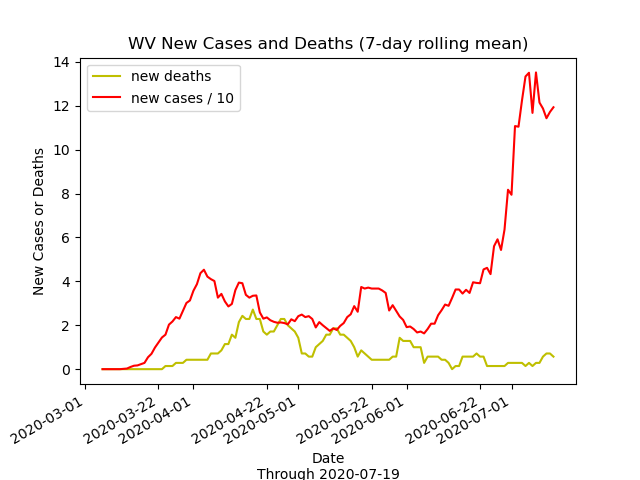 WV New Cases and Deaths (7-day rolling mean)
new deaths
new cases / 10
New Cases or Deaths
14
12
10
8
6
4
2
0
2020-03-01
2020-03-22
2020-04-01
2020-04-22
2020-05-01
2020-05-22
2020-06-01
2020-06-22
2020-07-01
Date
Through 2020-07-19